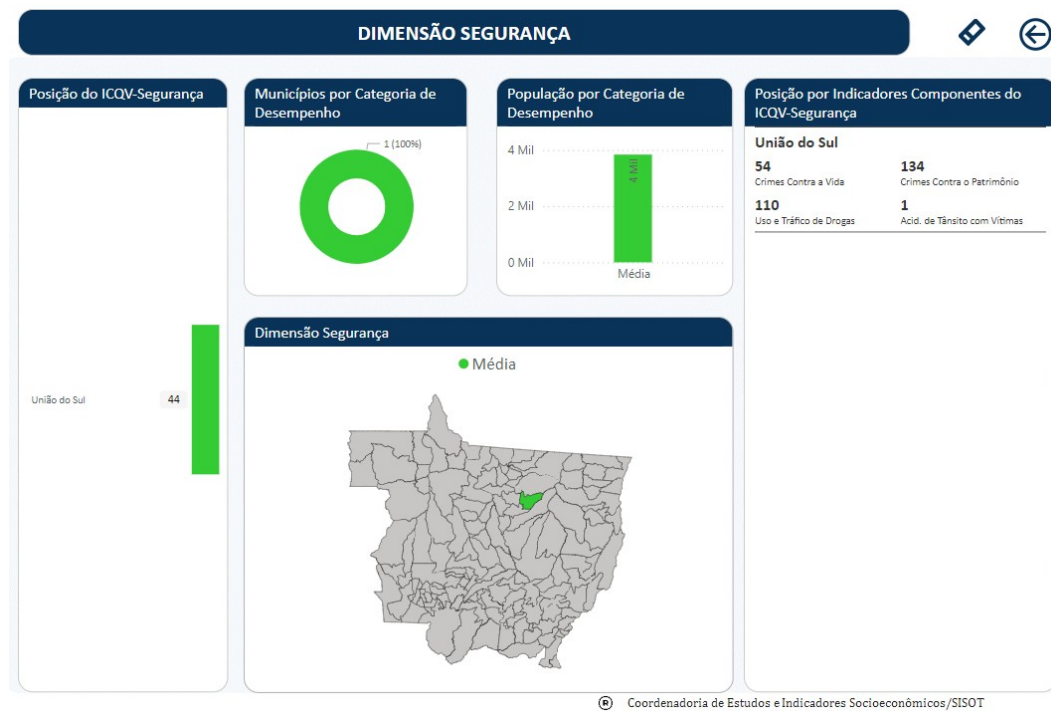 DIMENSÃO SEGURANÇA
Posição do ICQV-Segurança
União do Sul
44
Municípios por Categoria de
Desempenho
1 (100%)
População por Categoria de
Desempenho
4 Mil
2 Mil
0 Mil
4 Mil
Média
Posição por Indicadores Componentes do
ICQV-Segurança
União do Sul
54
Crimes Contra a Vida
134
Crimes Contra o Patrimônio
110
Uso e Tráfico de Drogas
1
Acid. de Tânsito com Vítimas
Dimensão Segurança
Média
® Coordenadoria de Estudos e Indicadores Socioeconômicos/SISOT